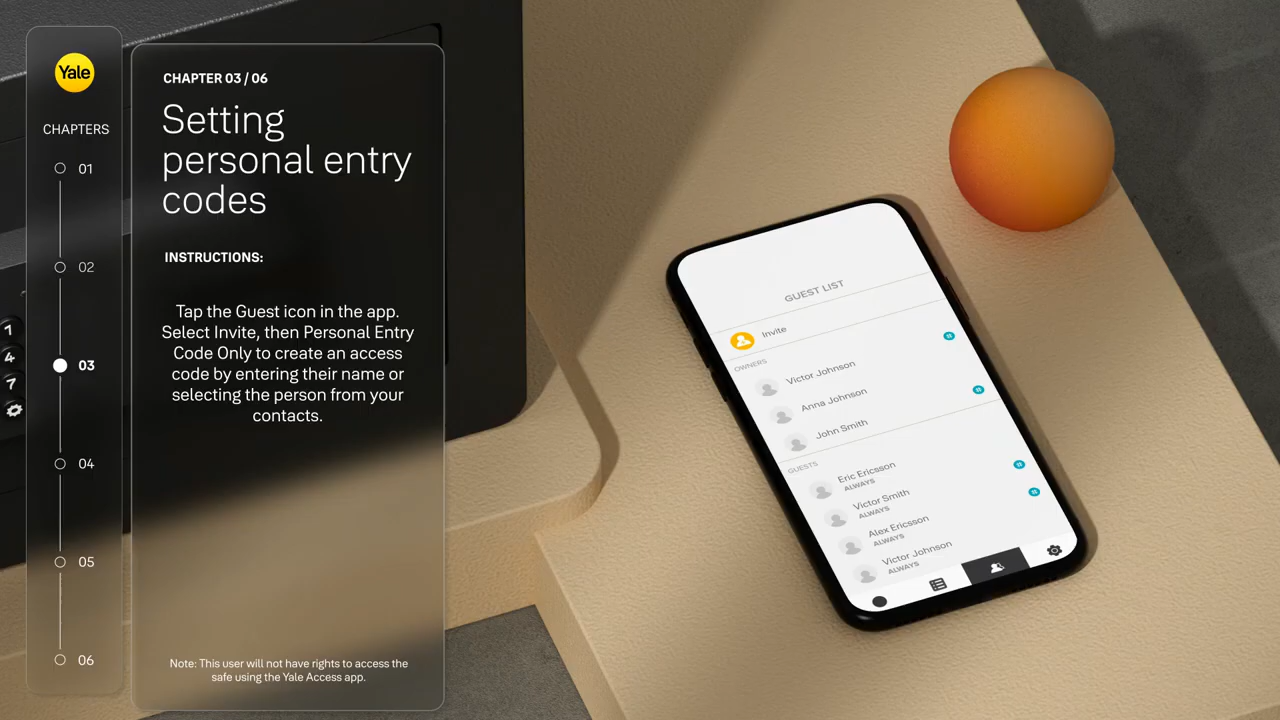 Yale
CHAPTERS
01
02
03
04
05
06
1
4
7
CHAPTER 03 / 06
Setting
personal entry
codes
INSTRUCTIONS:
Tap the Guest icon in the app.
Select Invite, then Personal Entry
Code Only to create an access
code by entering their name or
selecting the person from your
contacts.
Note: This user will not have rights to access the
safe using the Yale Access app.
GUEST LIST
Invite
OWNERS
Victor Johnson
Anna Johnson
John Smith
GUESTS
Eric Ericsson
ALWAYS
Victor Smith
ALWAYS
Alex Ericsson
ALWAYS
Victor Johnson
ALWAYS